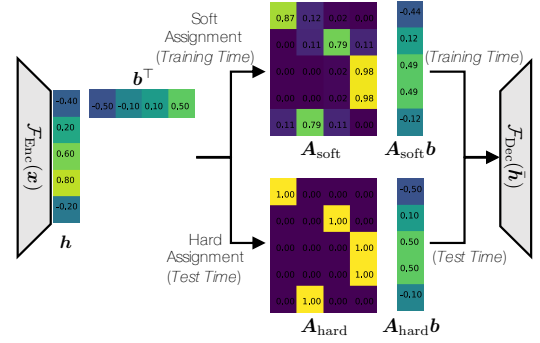 Soft
Assignment
(Training Time)
0,87 0,12 0,02 0,00
0,00 0,11 0,79 0,11
0,00 0,00 0,02 0,98
0,00 0,00 0,02 0,98
0,11 0,79 0,11 0,00
A_soft
-0,44
0,12
0,49
0,49
-0,12
A_soft b
(Training Time)
F_Enc(x)
b^⊤
-0,50 -0,10 0,10 0,50
-0,40
0,20
0,60
0,80
-0,20
h
F_Dec(h̄)
Hard
Assignment
(Test Time)
1,00 0,00 0,00 0,00
0,00 0,00 1,00 0,00
0,00 0,00 0,00 1,00
0,00 0,00 0,00 1,00
0,00 1,00 0,00 0,00
A_hard
-0,50
0,10
0,50
0,50
-0,10
A_hard b
(Test Time)